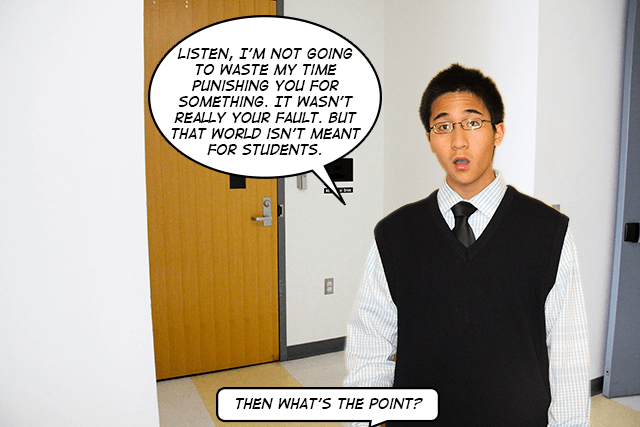 LISTEN, I'M NOT GOING
TO WASTE MY TIME
PUNISHING YOU FOR
SOMETHING. IT WASN'T
REALLY YOUR FAULT. BUT
THAT WORLD ISN'T MEANT
FOR STUDENTS.
THEN WHAT'S THE POINT?